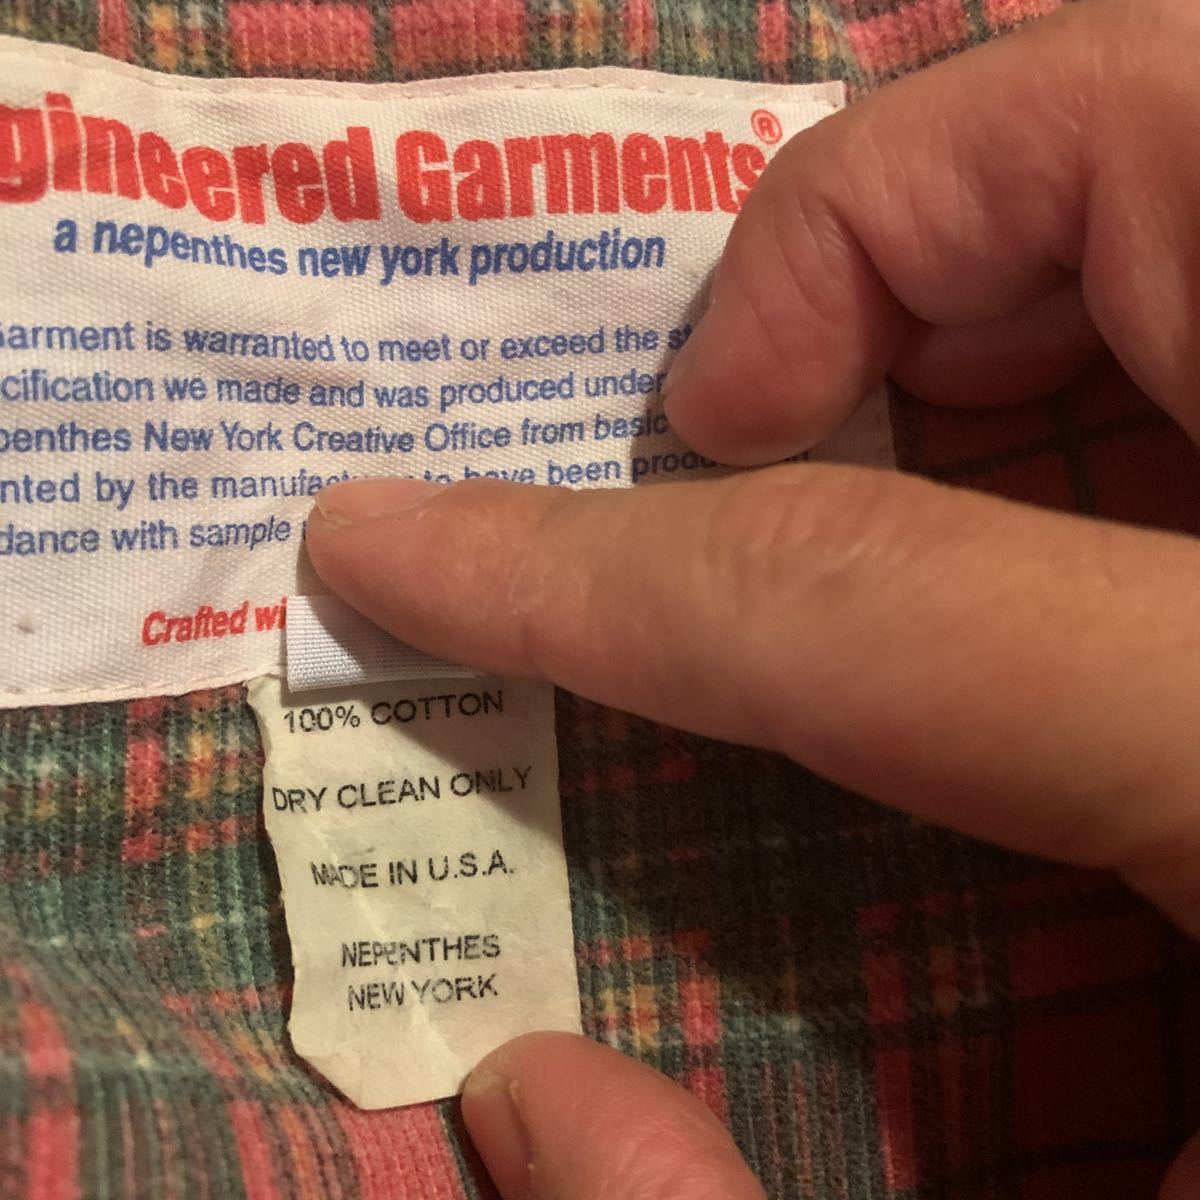 gineered Garments®
a nepenthes new york production
arment is warranted to meet or exceed the
cification we made and was produced under
penthes New York Creative Office from basic
nted by the to have been
dance with sample
Crafted
100% COTTON
DRY CLEAN ONLY
MADE IN U.S.A.
NEPENTHES
NEW YORK